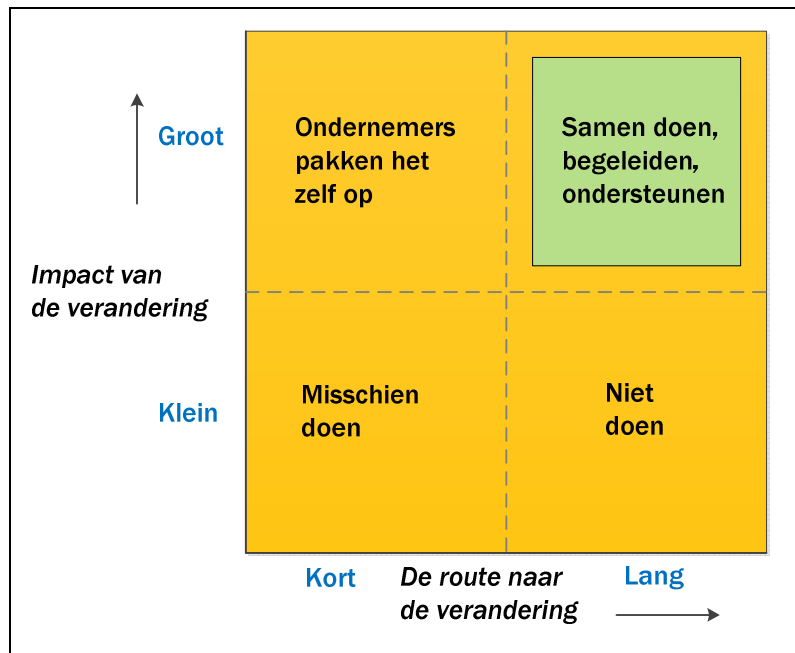 Groot
Ondernemers
pakken het
zelf op
Samen doen,
begeleiden,
ondersteunen
Impact van
de verandering
Klein
Misschien
doen
Niet
doen
Kort
De route naar
de verandering
Lang